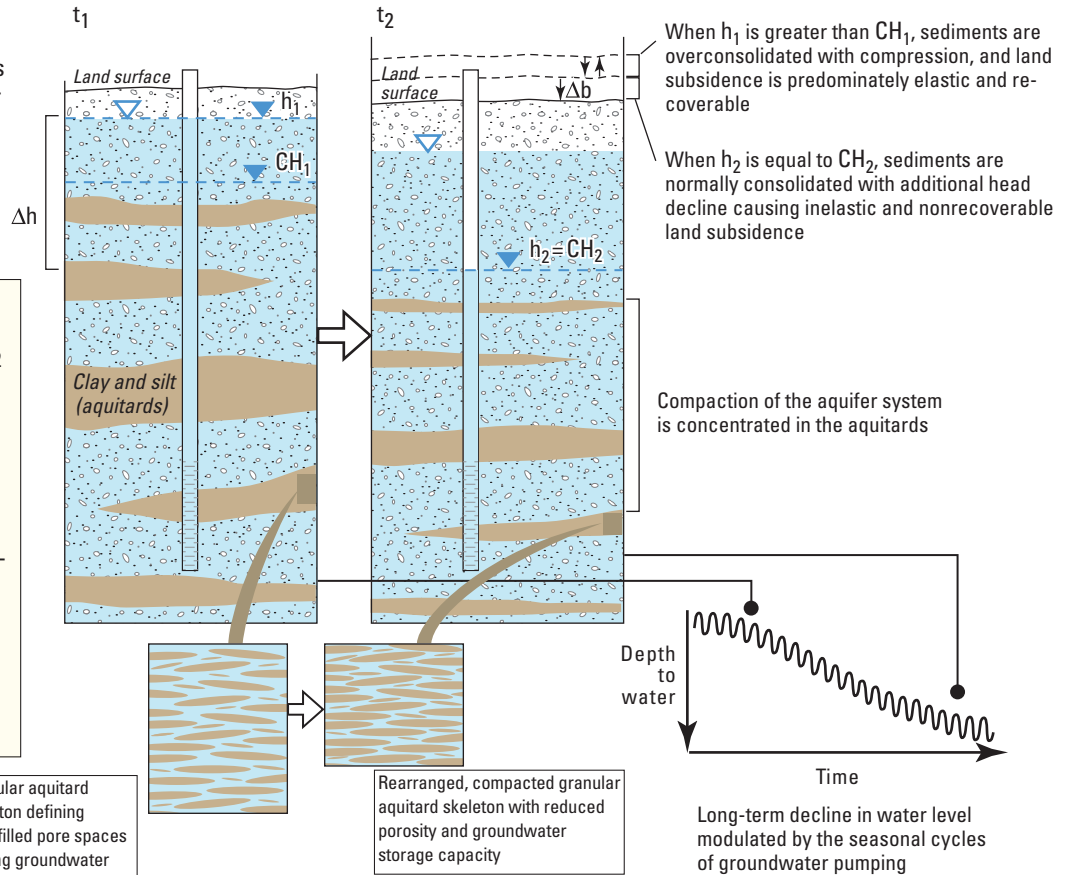 t1
t2
Land surface
h1
CH1
Δh
Clay and silt
(aquitards)
Land
surface
Δb
h2=CH2
When h1 is greater than CH1, sediments are
overconsolidated with compression, and land
subsidence is predominately elastic and re-
coverable
When h2 is equal to CH2, sediments are
normally consolidated with additional head
decline causing inelastic and nonrecoverable
land subsidence
Compaction of the aquifer system
is concentrated in the aquitards
Depth
to
water
Time
Long-term decline in water level
modulated by the seasonal cycles
of groundwater pumping
aquitard
defining
filled pore spaces
groundwater
Rearranged, compacted granular
aquitard skeleton with reduced
porosity and groundwater
storage capacity